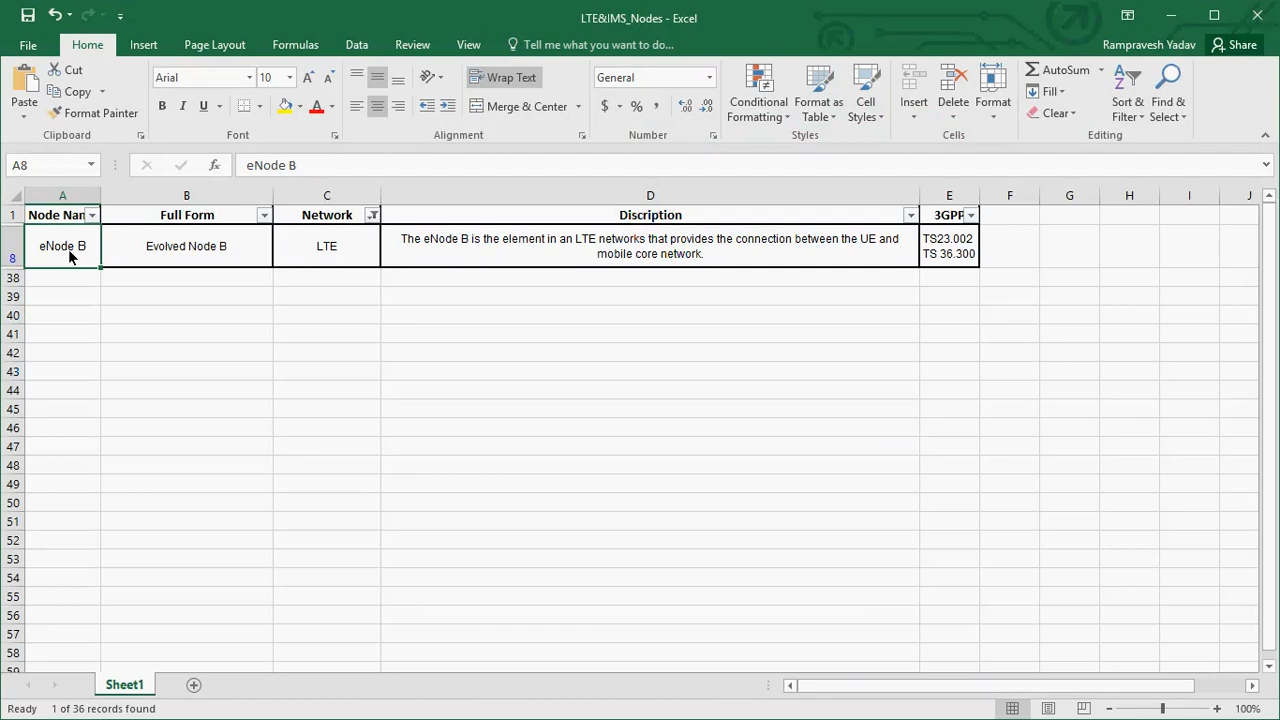 LTE&IMS_Nodes - Excel
File Home Insert Page Layout Formulas Data Review View Tell me what you want to do... Rampravesh Yadav Share
Paste Cut Copy Format Painter Clipboard
Arial 10 A A B I U A Font
Wrap Text Merge & Center Alignment
General $ % , Number
Conditional Formatting Format as Table Cell Styles Styles
Insert Delete Format Cells
AutoSum Fill Clear Sort & Filter Find & Select Editing
A8 fx eNode B
A B C D E F G H I J
1 Node Nam Full Form Network Discription 3GPP
8 eNode B Evolved Node B LTE The eNode B is the element in an LTE networks that provides the connection between the UE and mobile core network. TS23.002 TS 36.300
38
39
40
41
42
43
44
45
46
47
48
49
50
51
52
53
54
55
56
57
58
59
Sheet1
Ready 1 of 36 records found 100%